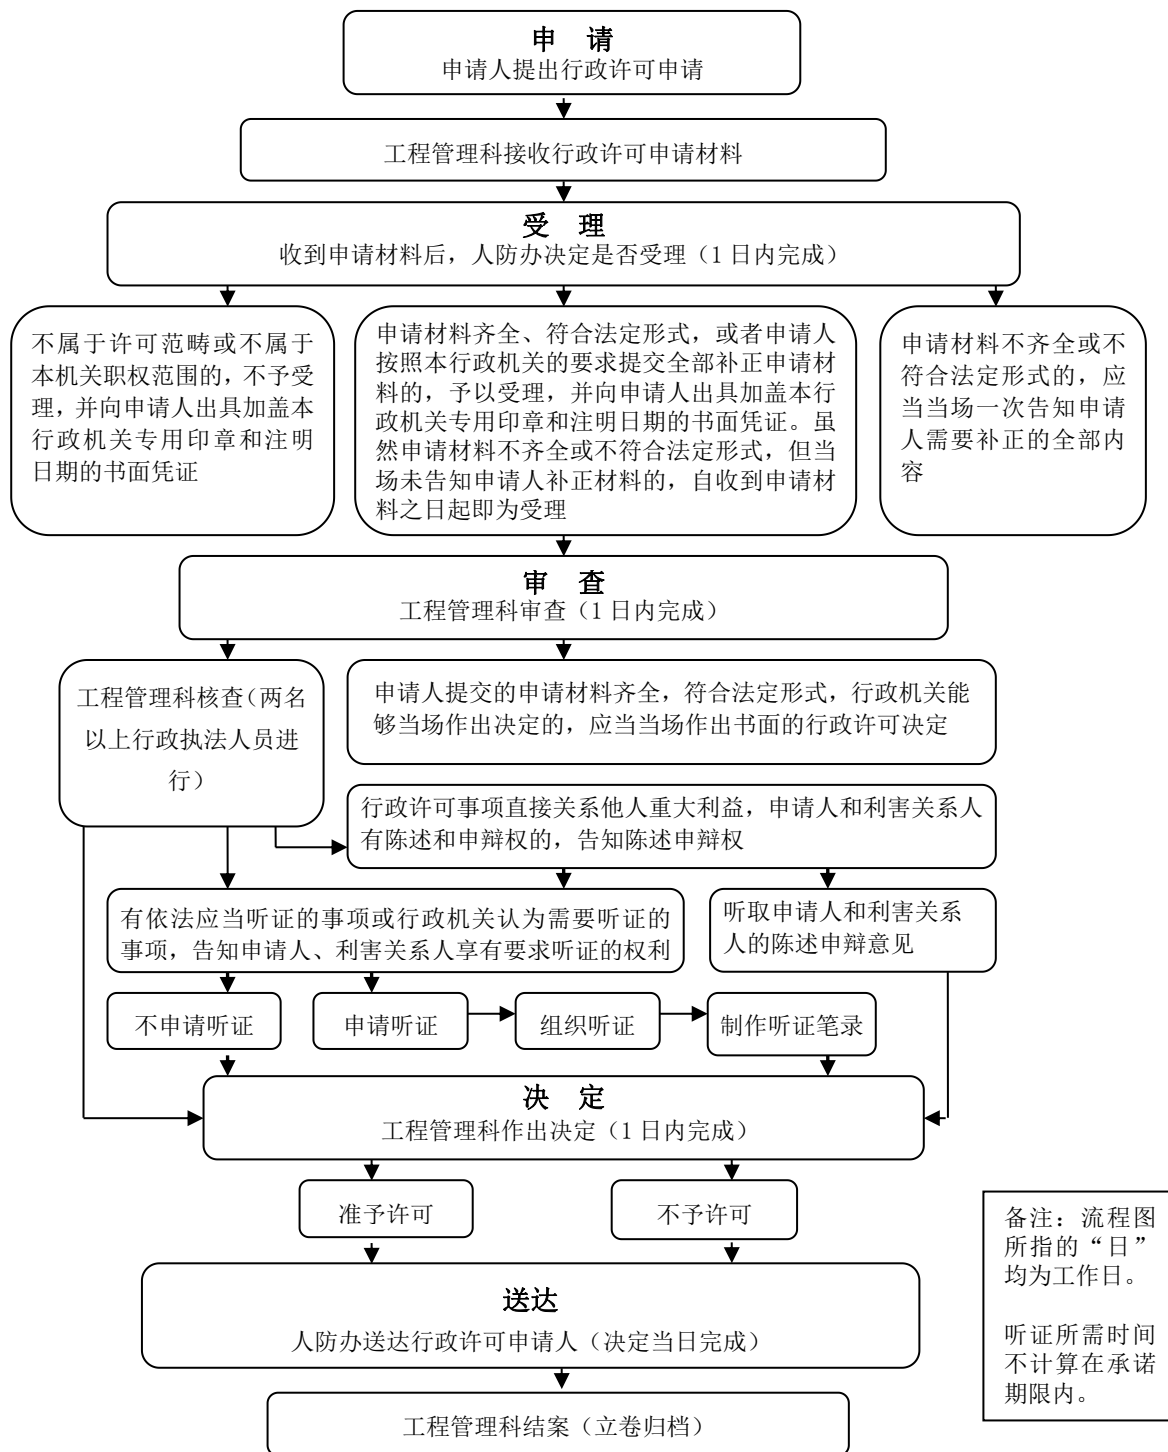 申 请
申请人提出行政许可申请
工程管理科接收行政许可申请材料
受 理
收到申请材料后，人防办决定是否受理（1 日内完成）
不属于许可范畴或不属于
本机关职权范围的，不予受
理，并向申请人出具加盖本
行政机关专用印章和注明
日期的书面凭证
申请材料齐全、符合法定形式，或者申请人
按照本行政机关的要求提交全部补正申请材
料的，予以受理，并向申请人出具加盖本行
政机关专用印章和注明日期的书面凭证。虽
然申请材料不齐全或不符合法定形式，但当
场未告知申请人补正材料的，自收到申请材
料之日起即为受理
申请材料不齐全或不
符合法定形式的，应
当当场一次告知申请
人需要补正的全部内
容
审 查
工程管理科审查（1 日内完成）
工程管理科核查（两名
以上行政执法人员进
行）
申请人提交的申请材料齐全，符合法定形式，行政机关能
够当场作出决定的，应当当场作出书面的行政许可决定
行政许可事项直接关系他人重大利益，申请人和利害关系人
有陈述和申辩权的，告知陈述申辩权
有依法应当听证的事项或行政机关认为需要听证的
事项，告知申请人、利害关系人享有要求听证的权利
听取申请人和利害关系
人的陈述申辩意见
不申请听证
申请听证
组织听证
制作听证笔录
决 定
工程管理科作出决定（1 日内完成）
准予许可
不予许可
送达
人防办送达行政许可申请人（决定当日完成）
工程管理科结案（立卷归档）
备注：流程图
所指的“日”
均为工作日。
听证所需时间
不计算在承诺
期限内。